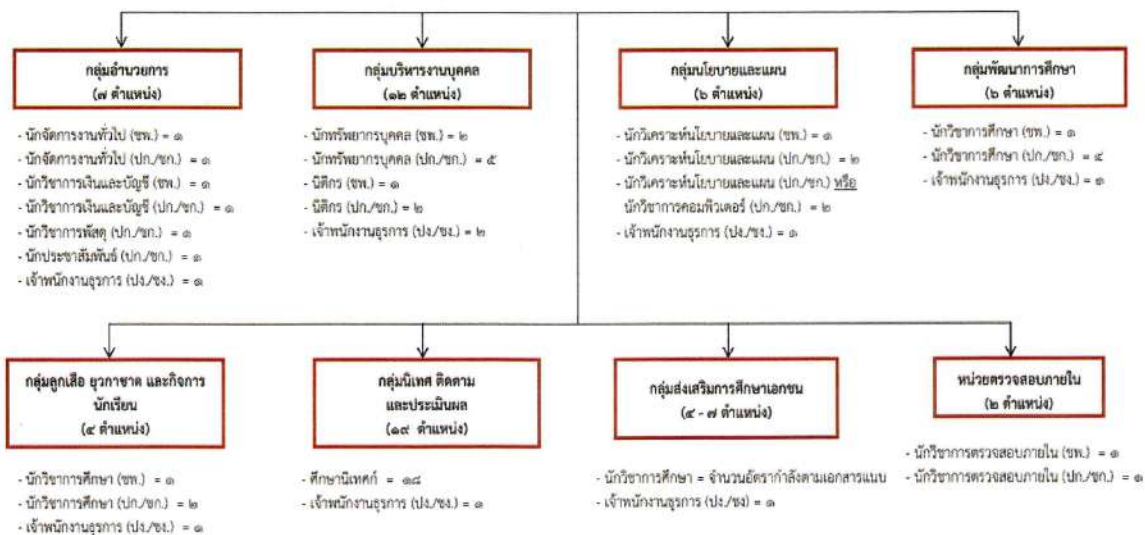 กลุ่มอำนวยการ
(๗ ตำแหน่ง)
- นักจัดการงานทั่วไป (ชพ.) = ๑
- นักจัดการงานทั่วไป (ปก./ชก.) = ๑
- นักวิชาการเงินและบัญชี (ชพ.) = ๑
- นักวิชาการเงินและบัญชี (ปก./ชก.) = ๑
- นักวิชาการพัสดุ (ปก./ชก.) = ๑
- นักประชาสัมพันธ์ (ปก./ชก.) = ๑
- เจ้าพนักงานธุรการ (ปง./ชง.) = ๑
กลุ่มบริหารงานบุคคล
(๑๒ ตำแหน่ง)
- นักทรัพยากรบุคคล (ชพ.) = ๒
- นักทรัพยากรบุคคล (ปก./ชก.) = ๕
- นิติกร (ชพ.) = ๑
- นิติกร (ปก./ชก.) = ๒
- เจ้าพนักงานธุรการ (ปง./ชง.) = ๒
กลุ่มนโยบายและแผน
(๖ ตำแหน่ง)
- นักวิเคราะห์นโยบายและแผน (ชพ.) = ๑
- นักวิเคราะห์นโยบายและแผน (ปก./ชก.) = ๒
- นักวิเคราะห์นโยบายและแผน (ปก./ชก.) หรือ
นักวิชาการคอมพิวเตอร์ (ปก./ชก.) = ๒
- เจ้าพนักงานธุรการ (ปง./ชง.) = ๑
กลุ่มพัฒนาการศึกษา
(๖ ตำแหน่ง)
- นักวิชาการศึกษา (ชพ.) = ๑
- นักวิชาการศึกษา (ปก./ชก.) = ๔
- เจ้าพนักงานธุรการ (ปง./ชง.) = ๑
กลุ่มลูกเสือ ยุวกาชาด และกิจการ
นักเรียน
(๔ ตำแหน่ง)
- นักวิชาการศึกษา (ชพ.) = ๑
- นักวิชาการศึกษา (ปก./ชก.) = ๒
- เจ้าพนักงานธุรการ (ปง./ชง.) = ๑
กลุ่มนิเทศ ติดตาม
และประเมินผล
(๑๙ ตำแหน่ง)
- ศึกษานิเทศก์ = ๑๘
- เจ้าพนักงานธุรการ (ปง./ชง.) = ๑
กลุ่มส่งเสริมการศึกษาเอกชน
(๔ - ๗ ตำแหน่ง)
- นักวิชาการศึกษา = จำนวนอัตรากำลังตามเอกสารแนบ
- เจ้าพนักงานธุรการ (ปง./ชง) = ๑
หน่วยตรวจสอบภายใน
(๒ ตำแหน่ง)
- นักวิชาการตรวจสอบภายใน (ชพ.) = ๑
- นักวิชาการตรวจสอบภายใน (ปก./ชก.) = ๑